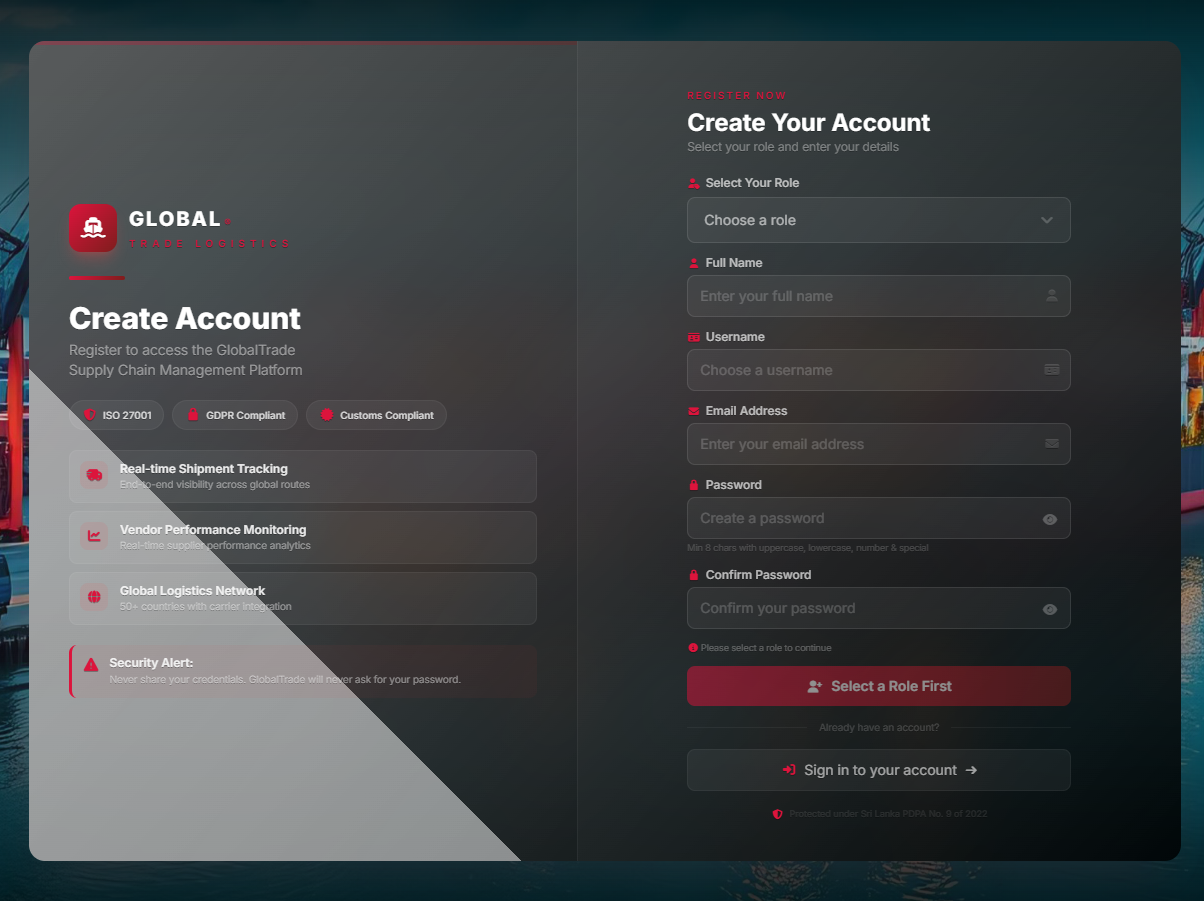 GLOBAL
TRADE LOGISTICS
Create Account
Register to access the GlobalTrade
Supply Chain Management Platform
ISO 27001
GDPR Compliant
Customs Compliant
Real-time Shipment Tracking
End-to-end visibility across global routes
Vendor Performance Monitoring
Real-time supplier performance analytics
Global Logistics Network
50+ countries with carrier integration
Security Alert:
Never share your credentials. GlobalTrade will never ask for your password.
REGISTER NOW
Create Your Account
Select your role and enter your details
Select Your Role
Choose a role
Full Name
Enter your full name
Username
Choose a username
Email Address
Enter your email address
Password
Create a password
Min 8 chars with uppercase, lowercase, number & special
Confirm Password
Confirm your password
Please select a role to continue
Select a Role First
Already have an account?
Sign in to your account →
Protected under Sri Lanka PDPA No. 9 of 2022